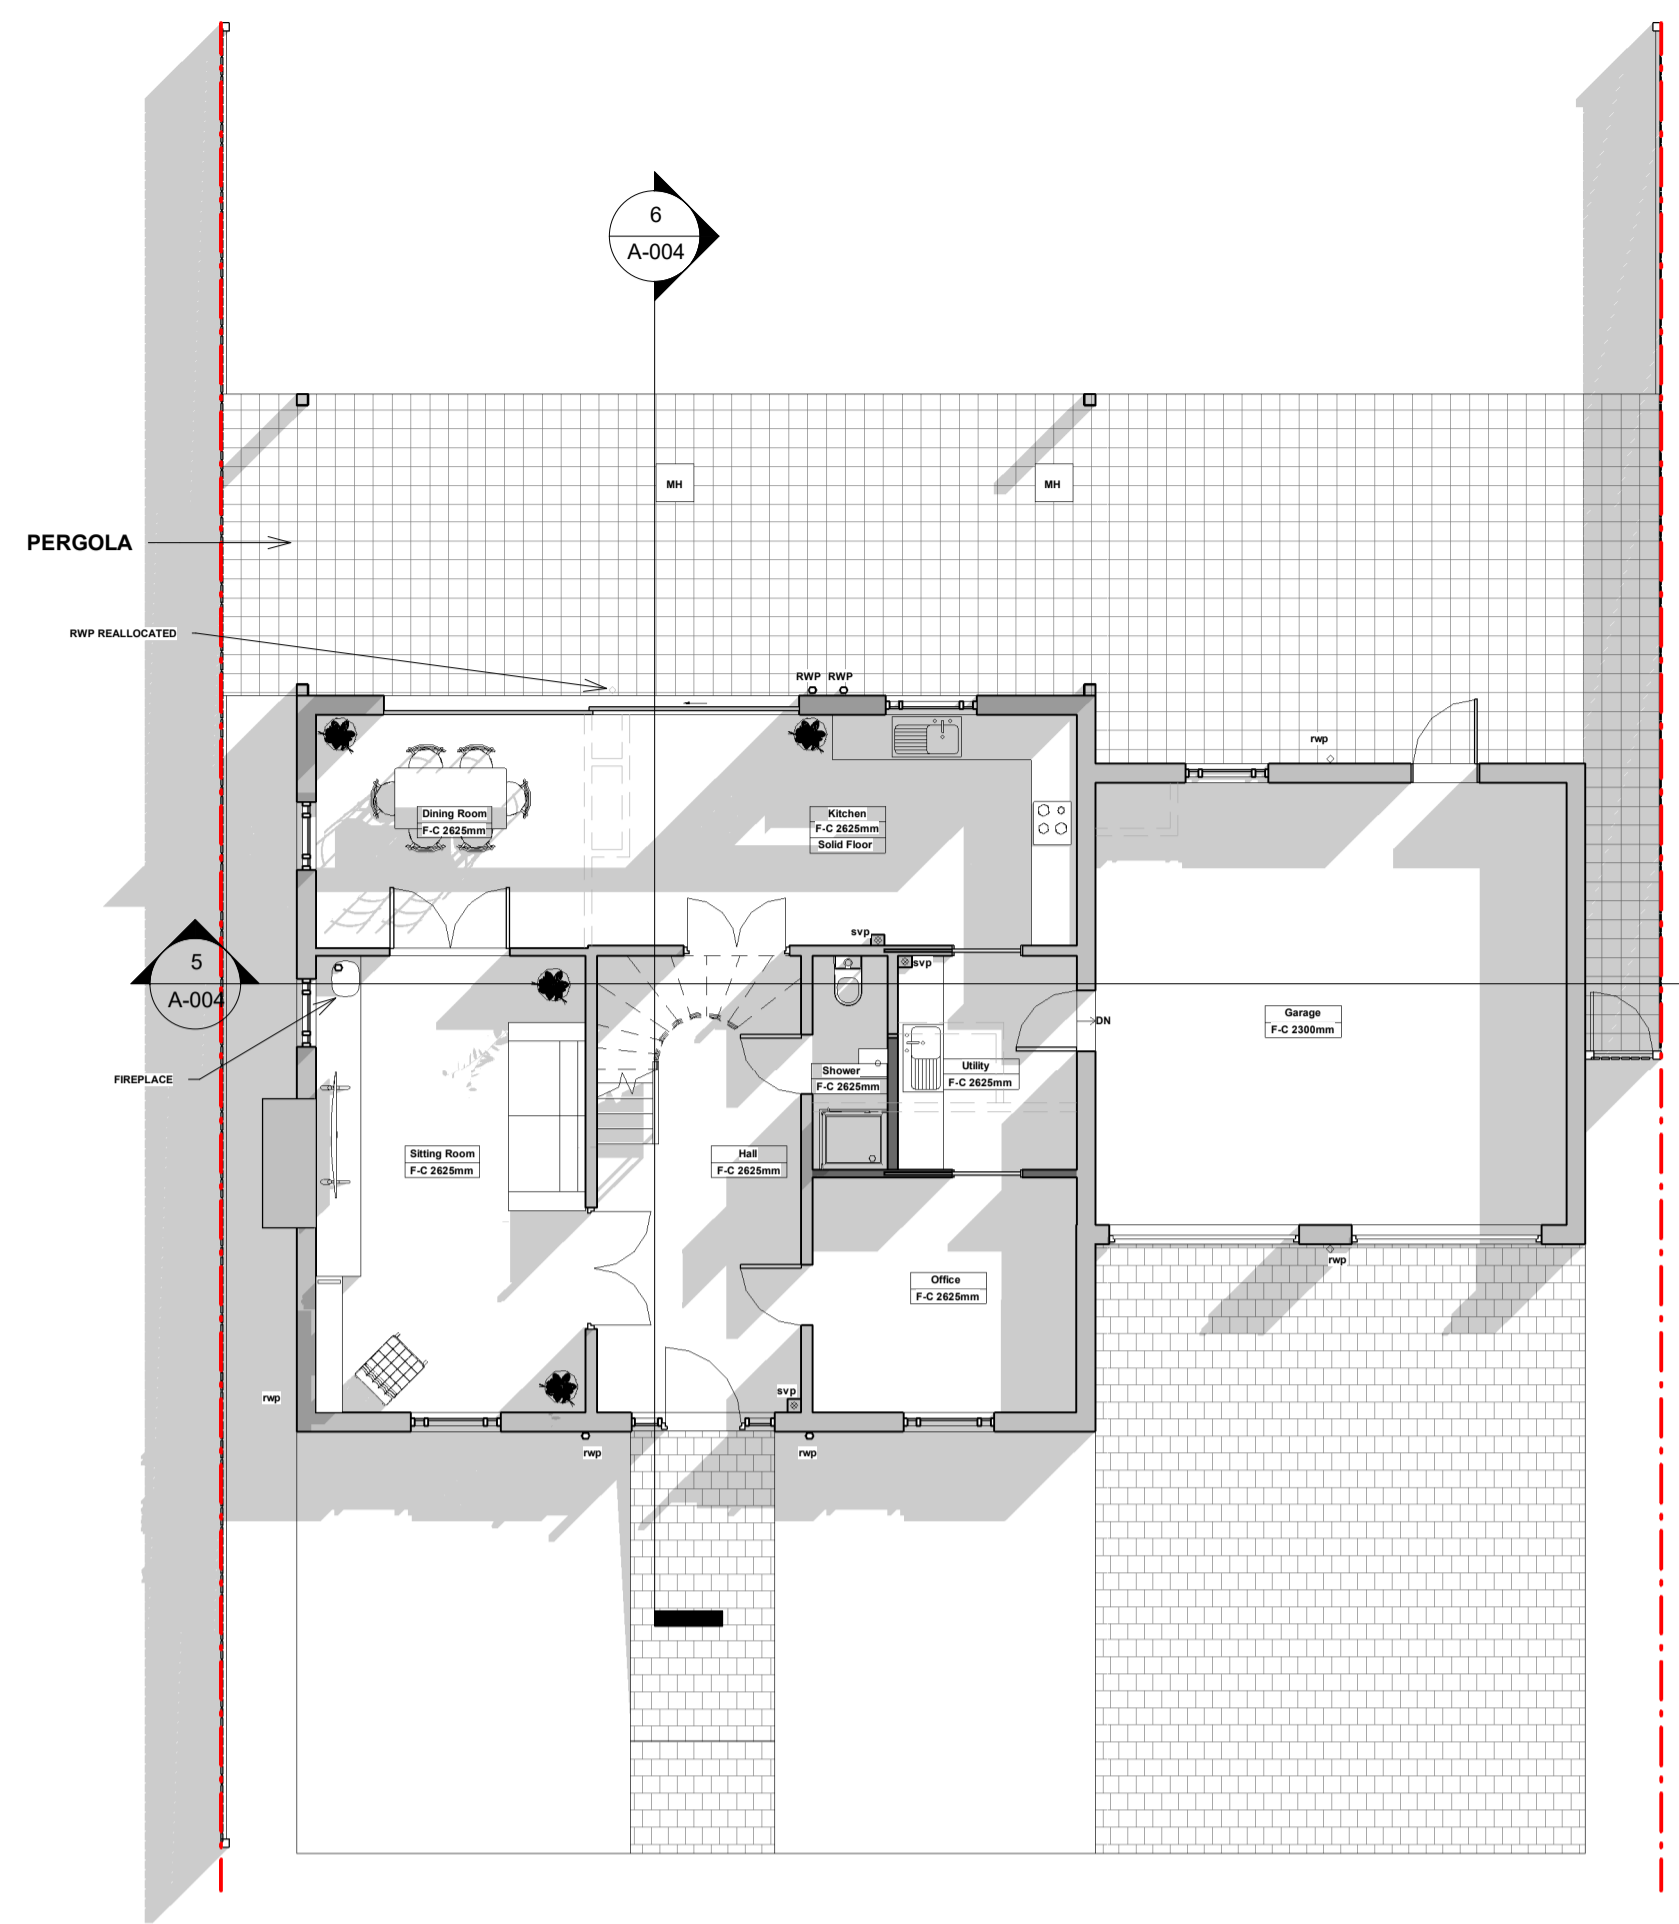 6
A-004
MH
MH
PERGOLA
RWP REALLOCATED
RWP
RWP
rwp
Dining Room
F-C 2625mm
Kitchen
F-C 2625mm
Solid Floor
svp
svp
5
A-004
Garage
F-C 2300mm
DN
FIREPLACE
Shower
F-C 2625mm
Utility
F-C 2625mm
Sitting Room
F-C 2625mm
Hall
F-C 2625mm
rwp
Office
F-C 2625mm
svp
rwp
rwp
rwp